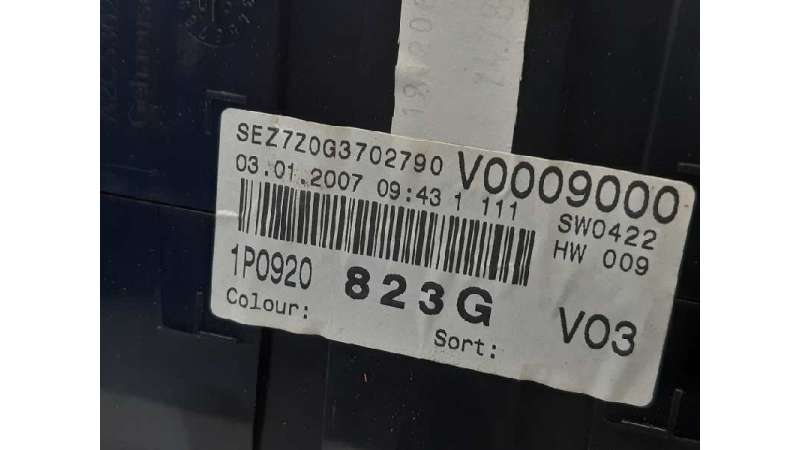 SEZ7Z0G3702790 V0009000
03.01.2007 09:43 1 111 SW0422
HW 009
1P0920 823G V03
Colour: Sort: